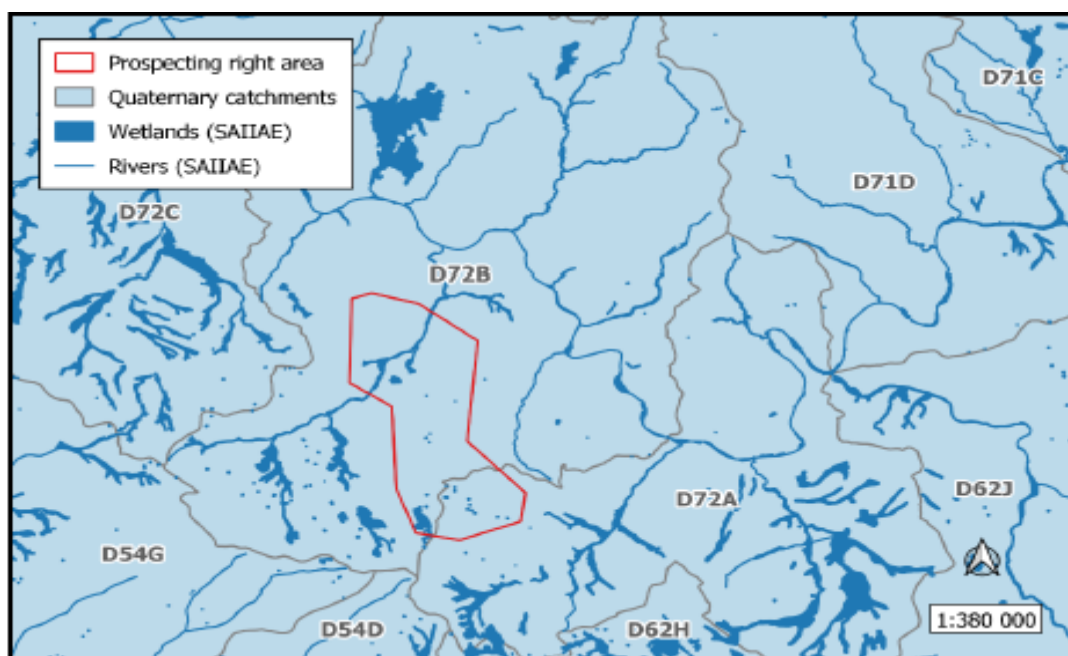 Prospecting right area
Quaternary catchments
Wetlands (SAIIAE)
Rivers (SAIIAE)
D71C
D71D
D72C
D72B
D72A
D62J
D54G
D54D
D62H
1:380 000